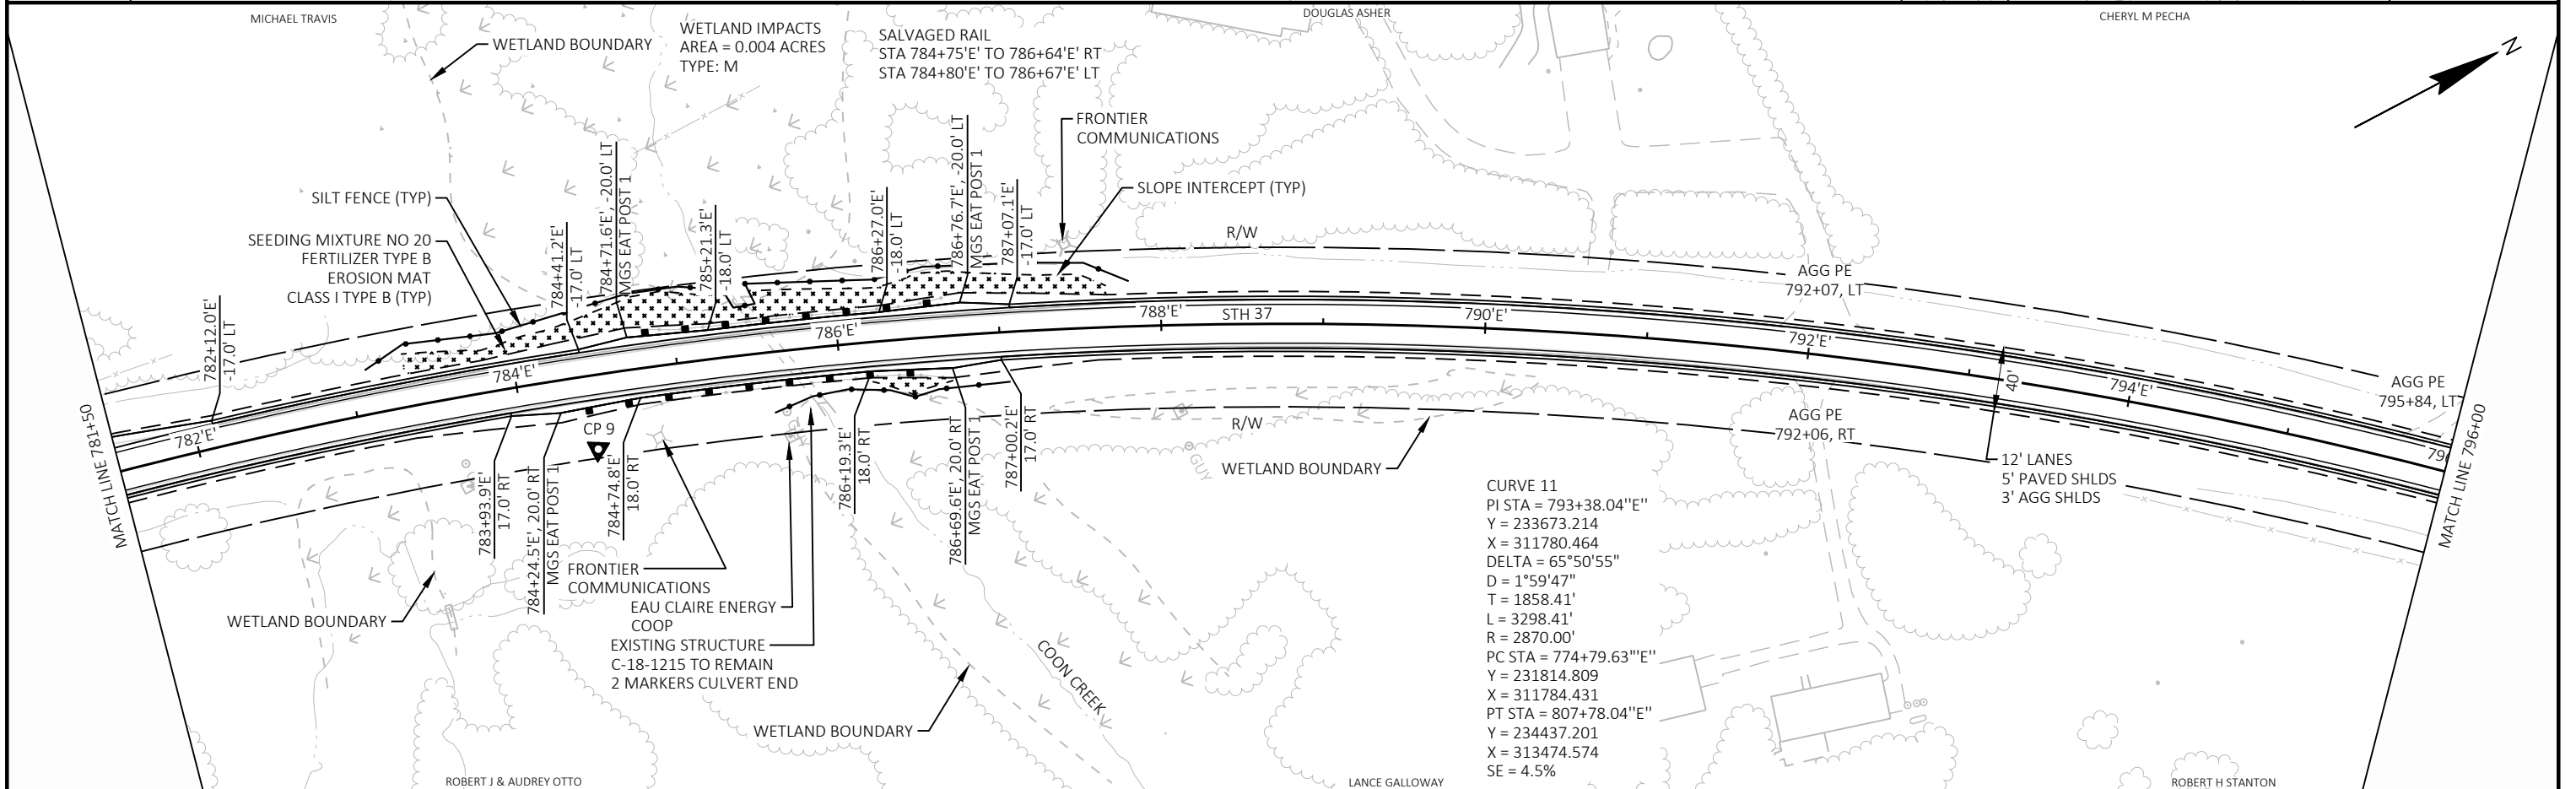 MICHAEL TRAVIS
DOUGLAS ASHER
CHERYL M PECHA
WETLAND BOUNDARY
WETLAND IMPACTS
AREA = 0.004 ACRES
TYPE: M
SALVAGED RAIL
STA 784+75'E' TO 786+64'E' RT
STA 784+80'E' TO 786+67'E' LT
N
FRONTIER
COMMUNICATIONS
SLOPE INTERCEPT (TYP)
SILT FENCE (TYP)
SEEDING MIXTURE NO 20
FERTILIZER TYPE B
EROSION MAT
CLASS I TYPE B (TYP)
782+12.0'E'
-17.0' LT
784+41.2'E'
-17.0' LT
784+71.6'E', -20.0' LT
MGS EAT POST 1
785+21.3'E'
-18.0' LT
786+27.0'E'
-18.0' LT
786+76.7'E', -20.0' LT
MGS EAT POST 1
787+07.1'E'
-17.0' LT
R/W
AGG PE
792+07, LT
AGG PE
795+84, LT
MATCH LINE 781+50
782'E'
784'E'
786'E'
788'E'
STH 37
790'E'
792'E'
794'E'
796
40'
MATCH LINE 796+00
CP 9
783+93.9'E'
17.0' RT
784+24.5'E', 20.0' RT
MGS EAT POST 1
784+74.8'E'
18.0' RT
786+19.3'E'
18.0' RT
786+69.6'E', 20.0' RT
MGS EAT POST 1
787+00.2'E'
17.0' RT
GUY
R/W
WETLAND BOUNDARY
AGG PE
792+06, RT
12' LANES
5' PAVED SHLDS
3' AGG SHLDS
FRONTIER
COMMUNICATIONS
EAU CLAIRE ENERGY
COOP
EXISTING STRUCTURE
C-18-1215 TO REMAIN
2 MARKERS CULVERT END
WETLAND BOUNDARY
WETLAND BOUNDARY
COON CREEK
CURVE 11
PI STA = 793+38.04"E"
Y = 233673.214
X = 311780.464
DELTA = 65°50'55"
D = 1°59'47"
T = 1858.41'
L = 3298.41'
R = 2870.00'
PC STA = 774+79.63"'E"
Y = 231814.809
X = 311784.431
PT STA = 807+78.04"E"
Y = 234437.201
X = 313474.574
SE = 4.5%
ROBERT J & AUDREY OTTO
LANCE GALLOWAY
ROBERT H STANTON